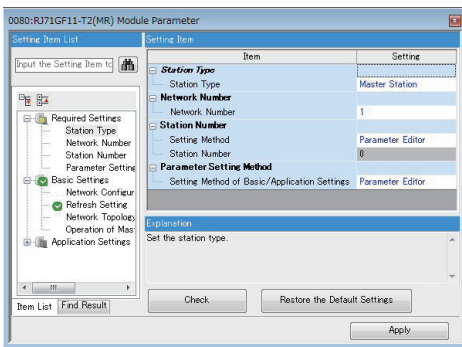 0080:RJ71GF11-T2(MR) Module Parameter
Setting Item List
Setting Item
Input the Setting Item to
Item Setting
Station Type
Station Type Master Station
Network Number
Network Number 1
Station Number
Setting Method Parameter Editor
Station Number 0
Parameter Setting Method
Setting Method of Basic/Application Settings Parameter Editor
Required Settings
Station Type
Network Number
Station Number
Parameter Setting
Basic Settings
Network Configur
Refresh Setting
Network Topology
Operation of Mas
Application Settings
Explanation
Set the station type.
Item List Find Result
Check Restore the Default Settings
Apply